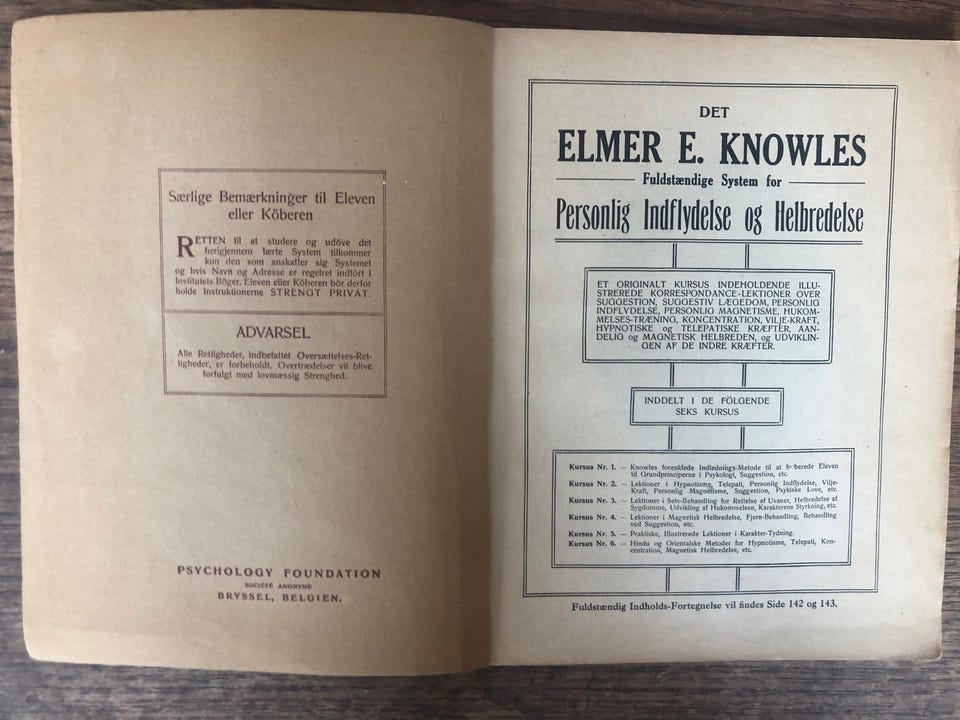 Særlige Bemærkninger til Eleven
eller Köberen
RETTEN til at studere og udöve det
herigjennem lærte System tilkommer
kun den som anskaffer sig Systemet
og hvis Navn og Adresse er regelret indfört i
Institutets Böger. Eleven eller Köberen bör derfor
holde Instruktionerne STRENGT PRIVAT.
ADVARSEL
Alle Rettigheder, indbefattet Oversættelses-Ret-
tigheder, er forbeholdt. Overtrædelser vil blive
forfulgt med lovmæssig Strenghed.
PSYCHOLOGY FOUNDATION
SOCIÉTÉ ANONYME
BRYSSEL, BELGIEN.
DET
ELMER E. KNOWLES
Fuldstændige System for
Personlig Indflydelse og Helbredelse
ET ORIGINALT KURSUS INDEHOLDENDE ILLU-
STREREDE KORRESPONDANCE-LEKTIONER OVER
SUGGESTION, SUGGESTIV LÆGEDOM, PERSONLIG
INDFLYDELSE, PERSONLIG MAGNETISME, HUKOM-
MELSES-TRÆNING, KONCENTRATION, VILJE-KRAFT,
HYPNOTISKE og TELEPATISKE KRÆFTER, AAN-
DELIG og MAGNETISK HELBREDEN, og UDVIKLIN-
GEN AF DE INDRE KRÆFTER.
INDDELT I DE FÖLGENDE
SEKS KURSUS
Kursus Nr. 1. — Knowles forenklede Indlednings-Metode til at forberede Eleven
til Grundprinciperne i Psykologi, Suggestion, etc.
Kursus Nr. 2. — Lektioner i Hypnotisme, Telepati, Personlig Indflydelse, Vilje-
Kraft, Personlig Magnetisme, Suggestion, Psykiske Love, etc.
Kursus Nr. 3. — Lektioner i Selv-Behandling for Rettelse af Uvaner, Helbredelse af
Sygdomme, Udvikling af Hukommelsen, Karakterens Styrkning, etc.
Kursus Nr. 4. — Lektioner i Magnetisk Helbredelse, Fjern-Behandling, Behandling
ved Suggestion, etc.
Kursus Nr. 5. — Praktiske, Illustrerede Lektioner i Karakter-Tydning.
Kursus Nr. 6. — Hindu og Orientalske Metoder for Hypnotisme, Telepati, Kon-
centration, Magnetisk Helbredelse, etc.
Fuldstændig Indholds-Fortegnelse vil findes Side 142 og 143.